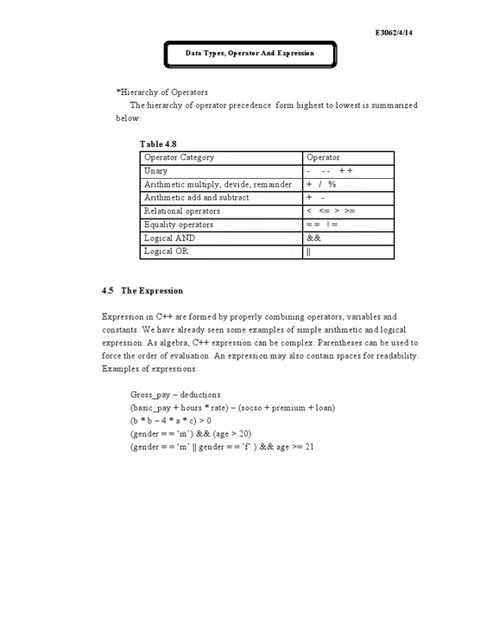 E3062/4/14
Data Types, Operator And Expression
*Hierarchy of Operators
The hierarchy of operator precedence form highest to lowest is summarized
below:
Table 4.8
Operator Category Operator
Unary - -- ++
Arithmetic multiply, devide, remainder + / %
Arithmetic add and subtract + -
Relational operators < <= > >=
Equality operators == !=
Logical AND &&
Logical OR ||
4.5 The Expression
Expression in C++ are formed by properly combining operators, variables and
constants. We have already seen some examples of simple arithmetic and logical
expression. As algebra, C++ expression can be complex. Parentheses can be used to
force the order of evaluation. An expression may also contain spaces for readability.
Examples of expressions.
Gross_pay – deductions
(basic_pay + hours * rate) – (socso + premium + loan)
(b * b – 4 * a * c) > 0
(gender = = ‘m’) && (age > 20)
(gender = = ‘m’ || gender = = ‘f’ ) && age >= 21